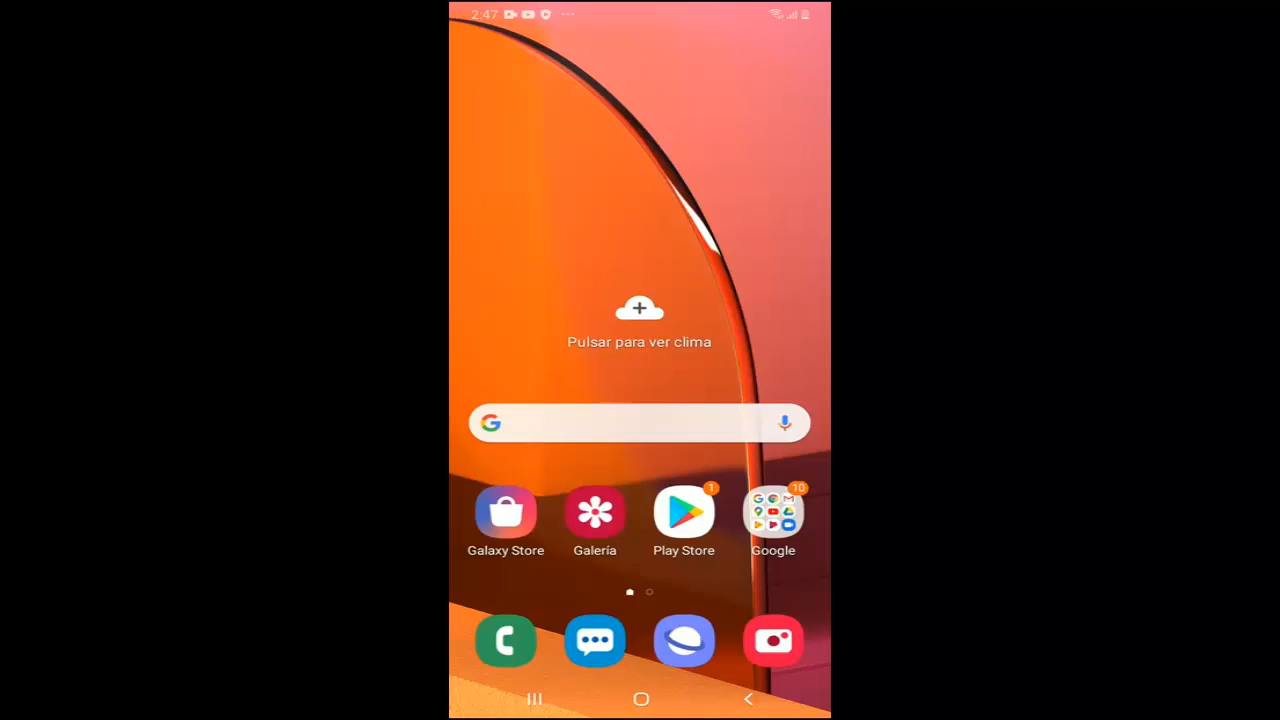 2:47
Pulsar para ver clima
1
10
Galaxy Store
Galería
Play Store
Google